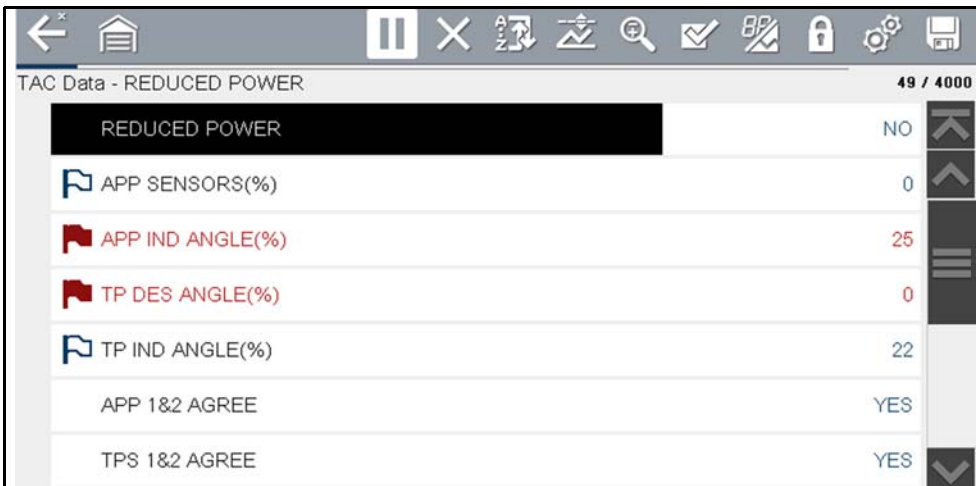 TAC Data - REDUCED POWER 49 / 4000
REDUCED POWER NO
APP SENSORS(%) 0
APP IND ANGLE(%) 25
TP DES ANGLE(%) 0
TP IND ANGLE(%) 22
APP 1&2 AGREE YES
TPS 1&2 AGREE YES